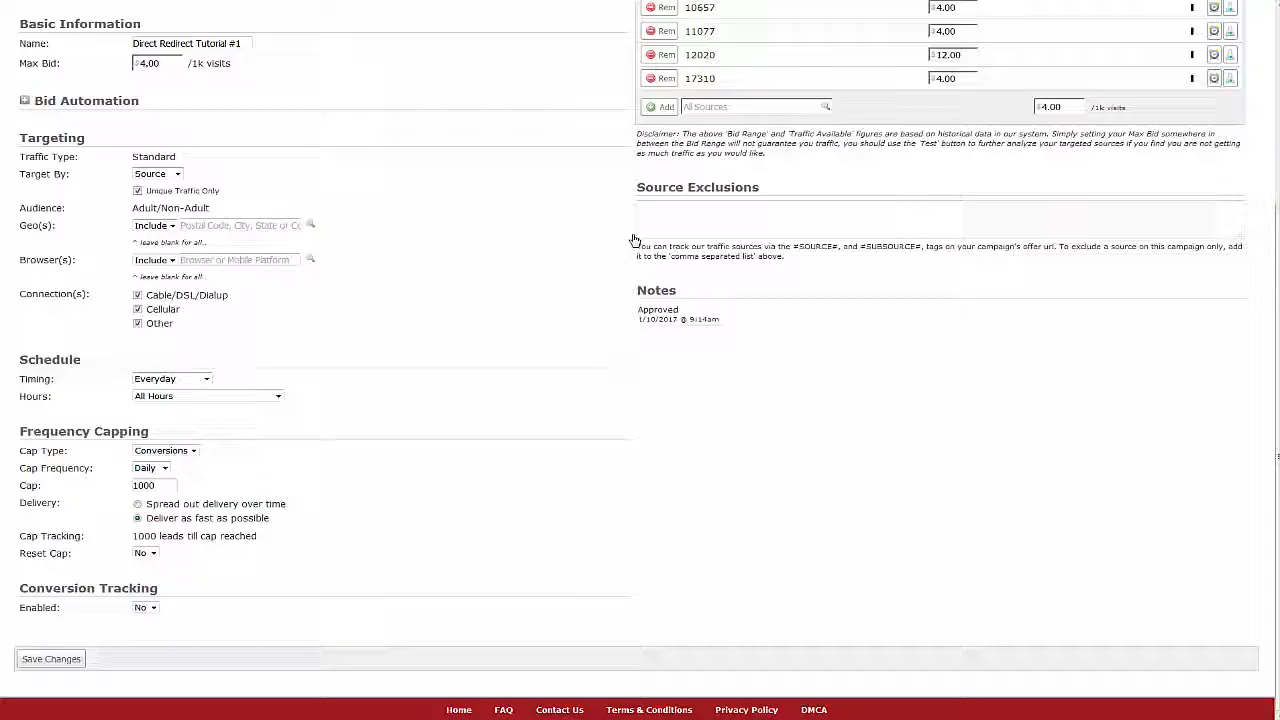 Basic Information
Name: Direct Redirect Tutorial #1
Max Bid: $4.00 /1k visits
Bid Automation
Targeting
Traffic Type: Standard
Target By: Source
Unique Traffic Only
Audience: Adult/Non-Adult
Geo(s): Include Postal Code, City, State or Co
^ leave blank for all..
Browser(s): Include Browser or Mobile Platform
^ leave blank for all..
Connection(s): Cable/DSL/Dialup
Cellular
Other
Schedule
Timing: Everyday
Hours: All Hours
Frequency Capping
Cap Type: Conversions
Cap Frequency: Daily
Cap: 1000
Delivery: Spread out delivery over time
Deliver as fast as possible
Cap Tracking: 1000 leads till cap reached
Reset Cap: No
Conversion Tracking
Enabled: No
Save Changes
Rem 10657 $4.00
Rem 11077 $4.00
Rem 12020 $12.00
Rem 17310 $4.00
Add All Sources $4.00 /1k visits
Disclaimer: The above 'Bid Range' and 'Traffic Available' figures are based on historical data in our system. Simply setting your Max Bid somewhere in
between the Bid Range will not guarantee you traffic, you should use the 'Test' button to further analyze your targeted sources if you find you are not getting
as much traffic as you would like.
Source Exclusions
You can track our traffic sources via the #SOURCE#, and #SUBSOURCE#, tags on your campaign's offer url. To exclude a source on this campaign only, add
it to the 'comma separated list' above.
Notes
Approved
1/10/2017 @ 9:14am
Home FAQ Contact Us Terms & Conditions Privacy Policy DMCA